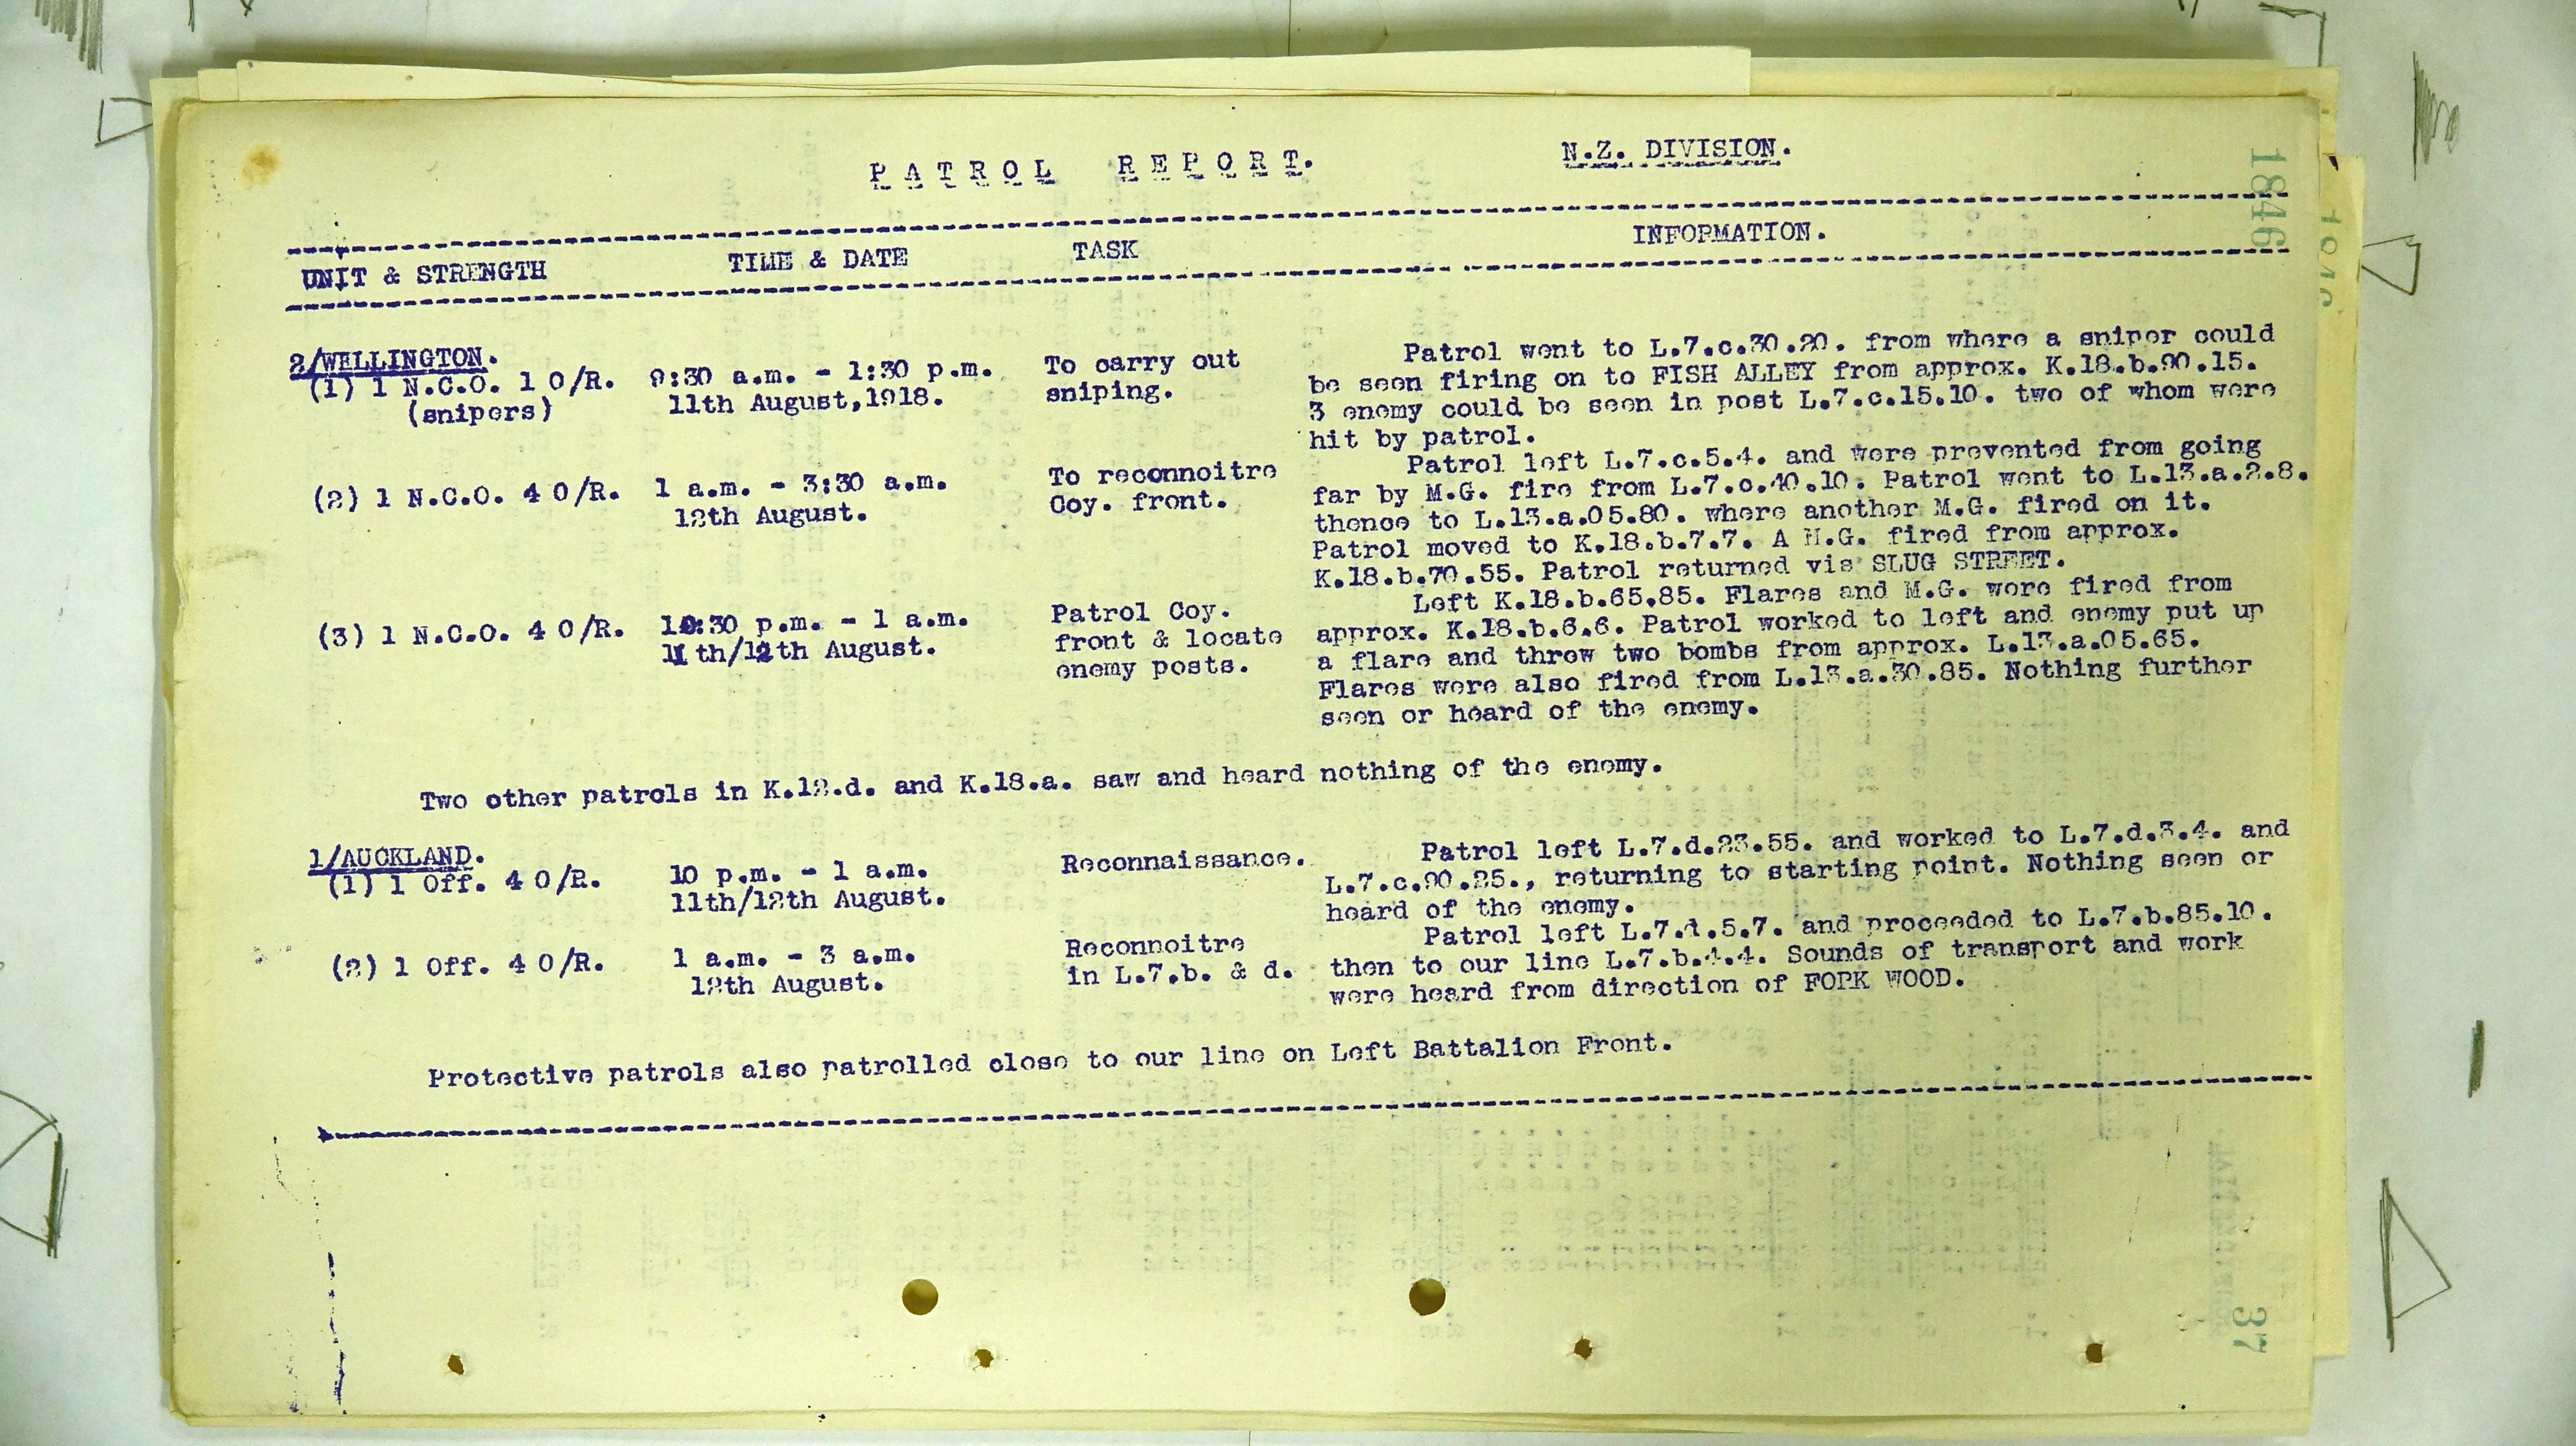 PATROL REPORT. N.Z. DIVISION.
1846
UNIT & STRENGTH TIME & DATE TASK INFORMATION.
2/WELLINGTON.
(1) 1 N.C.O. 1 O/R. 9:30 a.m. - 1:30 p.m. To carry out
(snipers) 11th August,1918. sniping.
Patrol went to L.7.c.30.20. from where a sniper could
be seen firing on to FISH ALLEY from approx. K.18.b.90.15.
3 enemy could be seen in post L.7.c.15.10. two of whom were
hit by patrol.
(2) 1 N.C.O. 4 O/R. 1 a.m. - 3:30 a.m. To reconnoitre
12th August. Coy. front.
Patrol left L.7.c.5.4. and were prevented from going
far by M.G. fire from L.7.c.40.10. Patrol went to L.13.a.2.8.
thence to L.13.a.05.80. where another M.G. fired on it.
Patrol moved to K.18.b.7.7. A M.G. fired from approx.
K.18.b.70.55. Patrol returned via SLUG STREET.
(3) 1 N.C.O. 4 O/R. 10:30 p.m. - 1 a.m. Patrol Coy.
11th/12th August. front & locate
enemy posts.
Left K.18.b.65.85. Flares and M.G. were fired from
approx. K.18.b.6.6. Patrol worked to left and enemy put up
a flare and threw two bombs from approx. L.13.a.05.65.
Flares were also fired from L.13.a.30.85. Nothing further
seen or heard of the enemy.
Two other patrols in K.12.d. and K.18.a. saw and heard nothing of the enemy.
1/AUCKLAND.
(1) 1 Off. 4 O/R. 10 p.m. - 1 a.m. Reconnaissance.
11th/12th August.
Patrol left L.7.d.23.55. and worked to L.7.d.3.4. and
L.7.c.90.25., returning to starting point. Nothing seen or
heard of the enemy.
(2) 1 Off. 4 O/R. 1 a.m. - 3 a.m. Reconnoitre
12th August. in L.7.b. & d.
Patrol left L.7.d.5.7. and proceeded to L.7.b.85.10.
then to our line L.7.b.4.4. Sounds of transport and work
were heard from direction of FORK WOOD.
Protective patrols also patrolled close to our line on Left Battalion Front.
37